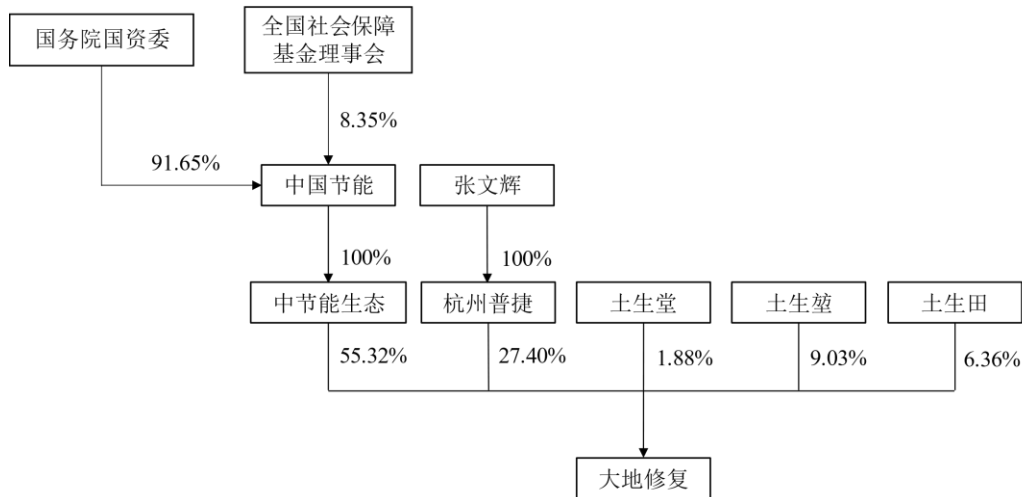 国务院国资委
全国社会保障
基金理事会
8.35%
91.65%
中国节能
张文辉
100%
100%
中节能生态
杭州普捷
土生堂
土生堃
土生田
55.32%
27.40%
1.88%
9.03%
6.36%
大地修复